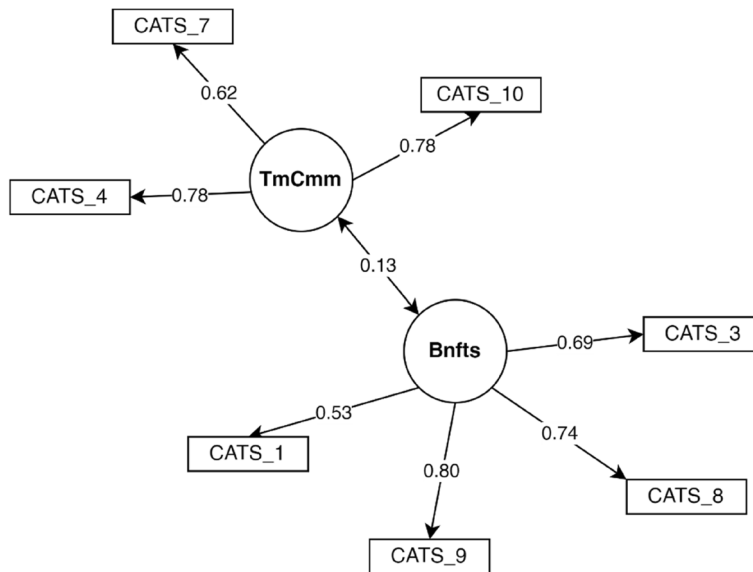 CATS_7
0.62
CATS_10
0.78
TmCmm
CATS_4
0.78
0.13
CATS_3
0.69
Bnfts
0.53
CATS_1
0.74
0.80
CATS_8
CATS_9